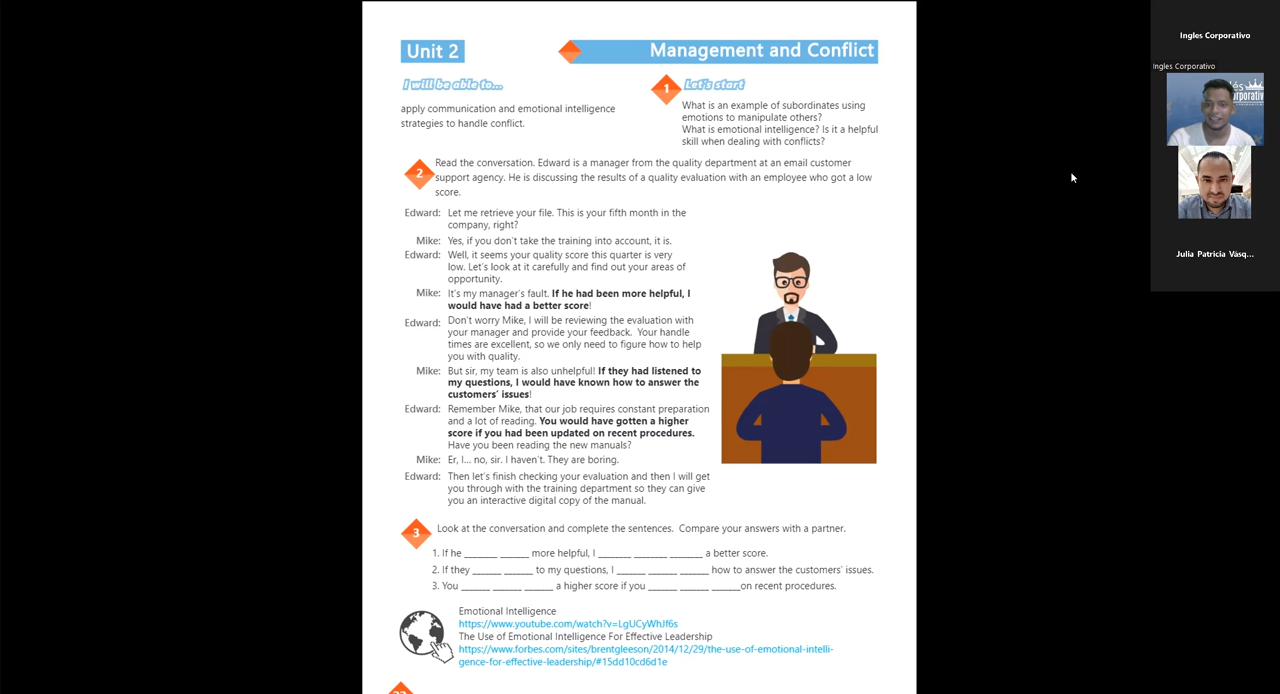 Unit 2
Management and Conflict
I will be able to...
apply communication and emotional intelligence
strategies to handle conflict.
1
Let's start
What is an example of subordinates using
emotions to manipulate others?
What is emotional intelligence? Is it a helpful
skill when dealing with conflicts?
2
Read the conversation. Edward is a manager from the quality department at an email customer
support agency. He is discussing the results of a quality evaluation with an employee who got a low
score.
Edward: Let me retrieve your file. This is your fifth month in the
company, right?
Mike: Yes, if you don't take the training into account, it is.
Edward: Well, it seems your quality score this quarter is very
low. Let's look at it carefully and find out your areas of
opportunity.
Mike: It's my manager's fault. If he had been more helpful, I
would have had a better score!
Edward: Don't worry Mike, I will be reviewing the evaluation with
your manager and provide your feedback. Your handle
times are excellent, so we only need to figure how to help
you with quality.
Mike: But sir, my team is also unhelpful! If they had listened to
my questions, I would have known how to answer the
customers' issues!
Edward: Remember Mike, that our job requires constant preparation
and a lot of reading. You would have gotten a higher
score if you had been updated on recent procedures.
Have you been reading the new manuals?
Mike: Er, I... no, sir. I haven't. They are boring.
Edward: Then let's finish checking your evaluation and then I will get
you through with the training department so they can give
you an interactive digital copy of the manual.
3
Look at the conversation and complete the sentences. Compare your answers with a partner.
1. If he _______ ______ more helpful, I _______ _______ _______ a better score.
2. If they ______ ______ to my questions, I ______ ______ ______ how to answer the customers' issues.
3. You ______ ______ ______ a higher score if you ______ ______ ______on recent procedures.
Emotional Intelligence
https://www.youtube.com/watch?v=LgUCyWhJf6s
The Use of Emotional Intelligence For Effective Leadership
https://www.forbes.com/sites/brentgleeson/2014/12/29/the-use-of-emotional-intelli-
gence-for-effective-leadership/#15dd10cd6d1e
Ingles Corporativo
Ingles Corporativo
Julia Patricia Vásq...